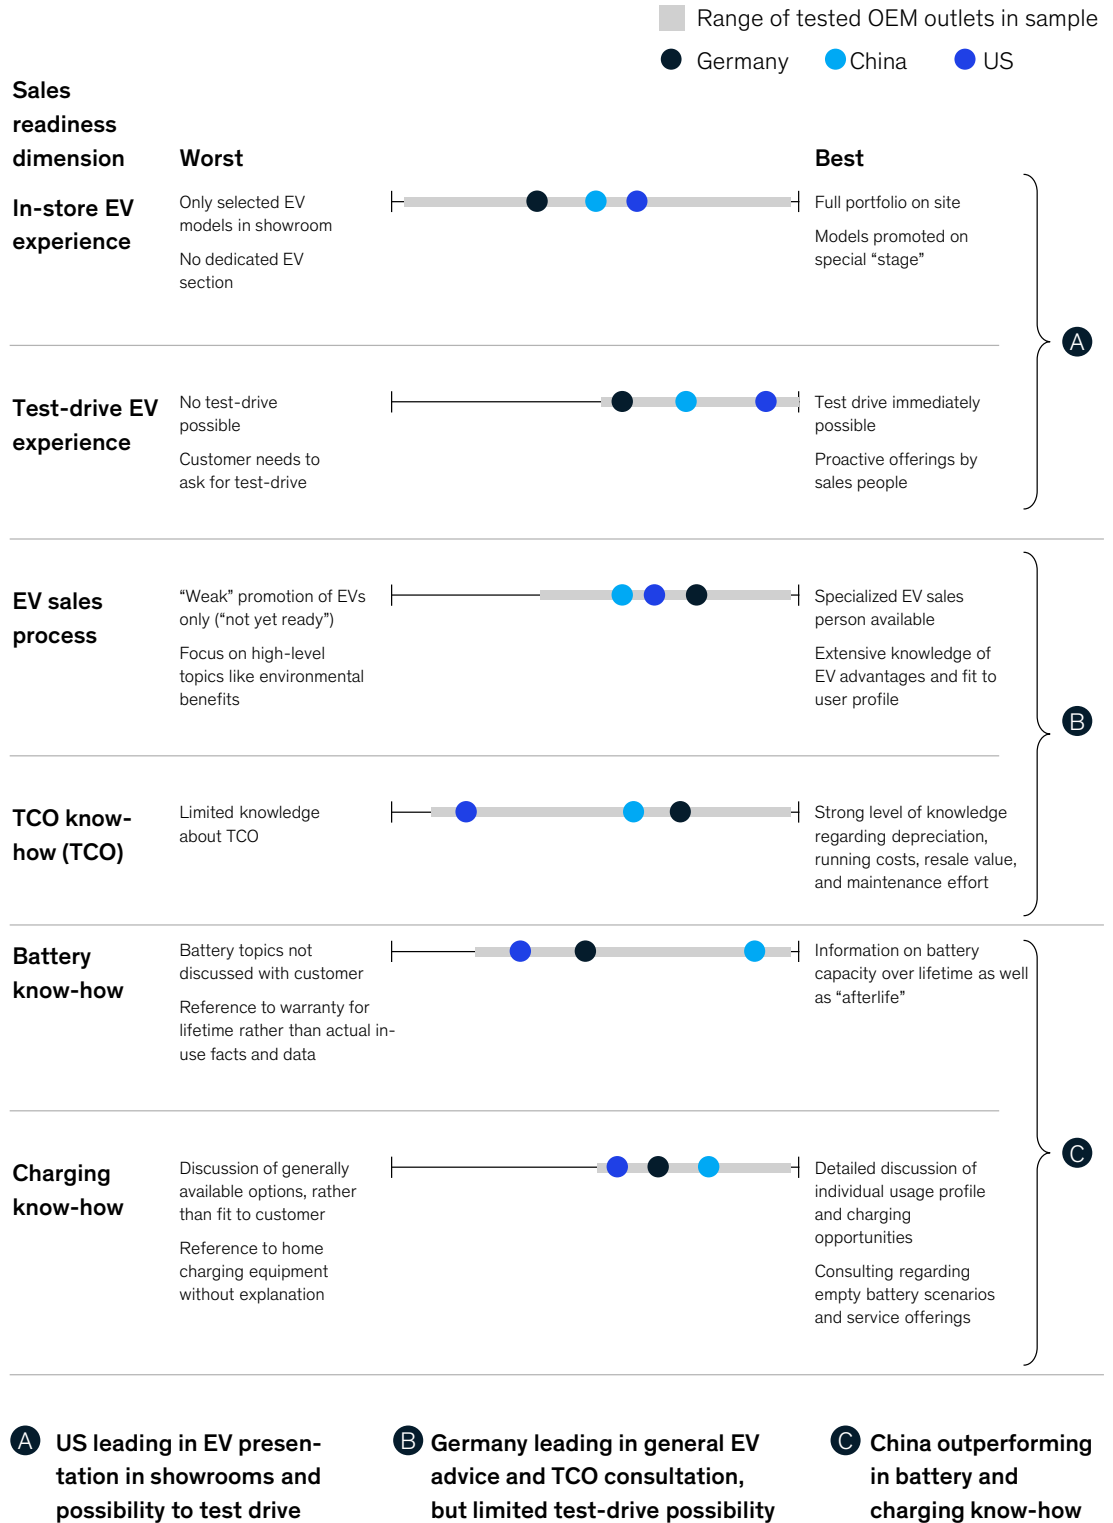 Range of tested OEM outlets in sample
Germany
China
US
Sales
readiness
dimension
Worst
Best
In-store EV
experience
Only selected EV
models in showroom
No dedicated EV
section
Full portfolio on site
Models promoted on
special “stage”
A
Test-drive EV
experience
No test-drive
possible
Customer needs to
ask for test-drive
Test drive immediately
possible
Proactive offerings by
sales people
EV sales
process
“Weak” promotion of EVs
only (“not yet ready”)
Focus on high-level
topics like environmental
benefits
Specialized EV sales
person available
Extensive knowledge of
EV advantages and fit to
user profile
B
TCO know-
how (TCO)
Limited knowledge
about TCO
Strong level of knowledge
regarding depreciation,
running costs, resale value,
and maintenance effort
Battery
know-how
Battery topics not
discussed with customer
Reference to warranty for
lifetime rather than actual in-
use facts and data
Information on battery
capacity over lifetime as well
as “afterlife”
C
Charging
know-how
Discussion of generally
available options, rather
than fit to customer
Reference to home
charging equipment
without explanation
Detailed discussion of
individual usage profile
and charging
opportunities
Consulting regarding
empty battery scenarios
and service offerings
A
US leading in EV presen-
tation in showrooms and
possibility to test drive
B
Germany leading in general EV
advice and TCO consultation,
but limited test-drive possibility
C
China outperforming
in battery and
charging know-how